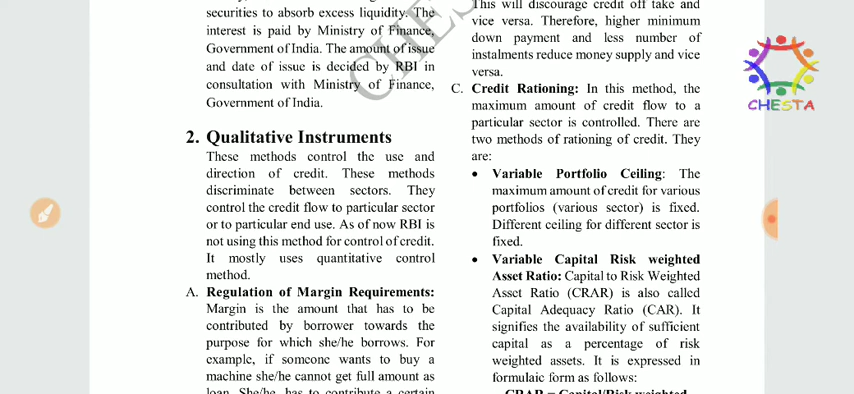 securities to absorb excess liquidity. The
interest is paid by Ministry of Finance,
Government of India. The amount of issue
and date of issue is decided by RBI in
consultation with Ministry of Finance,
Government of India.
2. Qualitative Instruments
These methods control the use and
direction of credit. These methods
discriminate between sectors. They
control the credit flow to particular sector
or to particular end use. As of now RBI is
not using this method for control of credit.
It mostly uses quantitative control
method.
A. Regulation of Margin Requirements:
Margin is the amount that has to be
contributed by borrower towards the
purpose for which she/he borrows. For
example, if someone wants to buy a
machine she/he cannot get full amount as
loan. She/he has to contribute a certain
This will discourage credit off take and
vice versa. Therefore, higher minimum
down payment and less number of
instalments reduce money supply and vice
versa.
C. Credit Rationing: In this method, the
maximum amount of credit flow to a
particular sector is controlled. There are
two methods of rationing of credit. They
are:
• Variable Portfolio Ceiling: The
maximum amount of credit for various
portfolios (various sector) is fixed.
Different ceiling for different sector is
fixed.
• Variable Capital Risk weighted
Asset Ratio: Capital to Risk Weighted
Asset Ratio (CRAR) is also called
Capital Adequacy Ratio (CAR). It
signifies the availability of sufficient
capital as a percentage of risk
weighted assets. It is expressed in
formulaic form as follows:
CRAR = Capital/Risk weighted
CHESTA